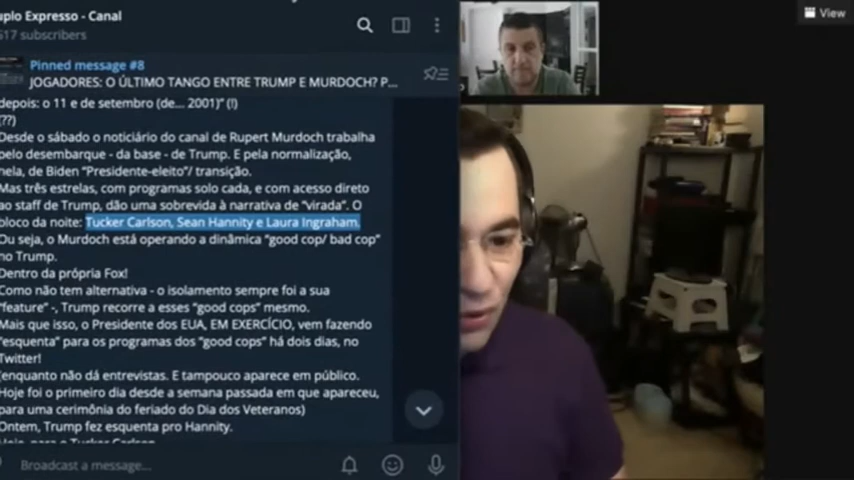 uplo Expresso - Canal
617 subscribers
View
Pinned message #8
JOGADORES: O ÚLTIMO TANGO ENTRE TRUMP E MURDOCH? P...
depois: o 11 e de setembro (de... 2001)” (!)
(??)
Desde o sábado o noticiário do canal de Rupert Murdoch trabalha
pelo desembarque - da base - de Trump. E pela normalização,
nela, de Biden “Presidente-eleito”/ transição.
Mas três estrelas, com programas solo cada, e com acesso direto
ao staff de Trump, dão uma sobrevida à narrativa de “virada”. O
bloco da noite: Tucker Carlson, Sean Hannity e Laura Ingraham.
Ou seja, o Murdoch está operando a dinâmica “good cop/ bad cop”
no Trump.
Dentro da própria Fox!
Como não tem alternativa - o isolamento sempre foi a sua
“feature” -, Trump recorre a esses “good cops” mesmo.
Mais que isso, o Presidente dos EUA, EM EXERCÍCIO, vem fazendo
“esquenta” para os programas dos “good cops” há dois dias, no
Twitter!
(enquanto não dá entrevistas. E tampouco aparece em público.
Hoje foi o primeiro dia desde a semana passada em que apareceu,
para uma cerimônia do feriado do Dia dos Veteranos)
Ontem, Trump fez esquenta pro Hannity.
Hoje, para o Tucker Carlson
Broadcast a message...